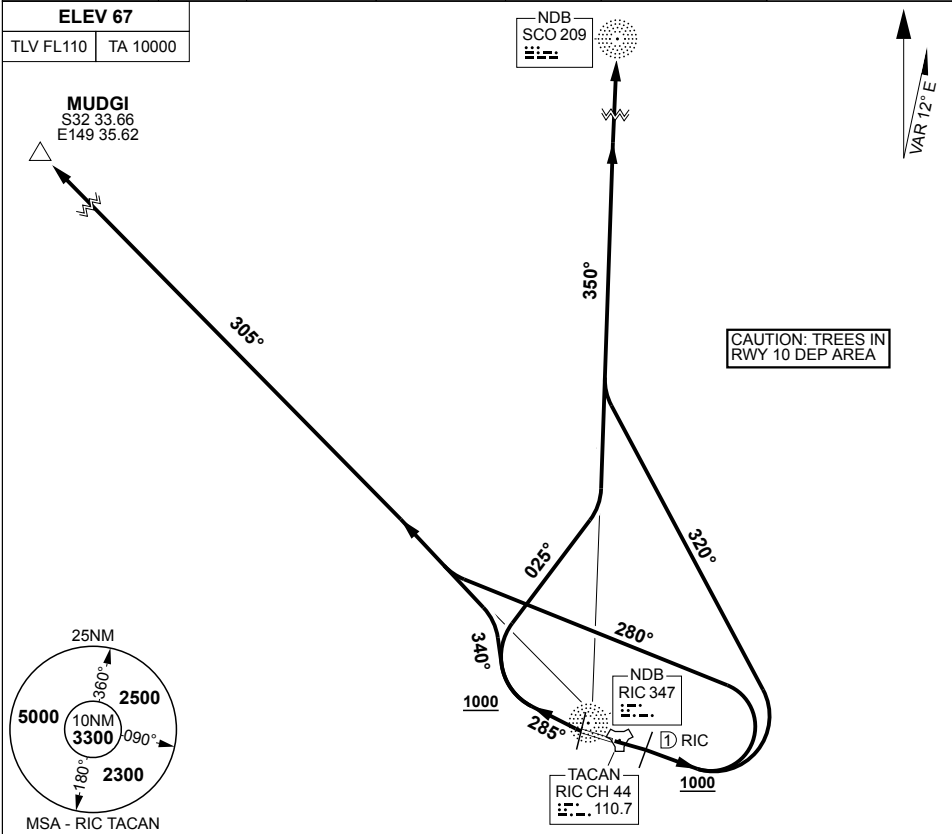 ELEV 67
TLV FL110 TA 10000
NDB
SCO 209
VAR 12° E
MUDGI
S32 33.66
E149 35.62
350°
305°
CAUTION: TREES IN
RWY 10 DEP AREA
025°
320°
280°
340°
NDB
RIC 347
1000
285°
1 RIC
1000
TACAN
RIC CH 44
110.7
25NM
360°
5000
2500
10NM
3300
090°
180°
2300
MSA - RIC TACAN